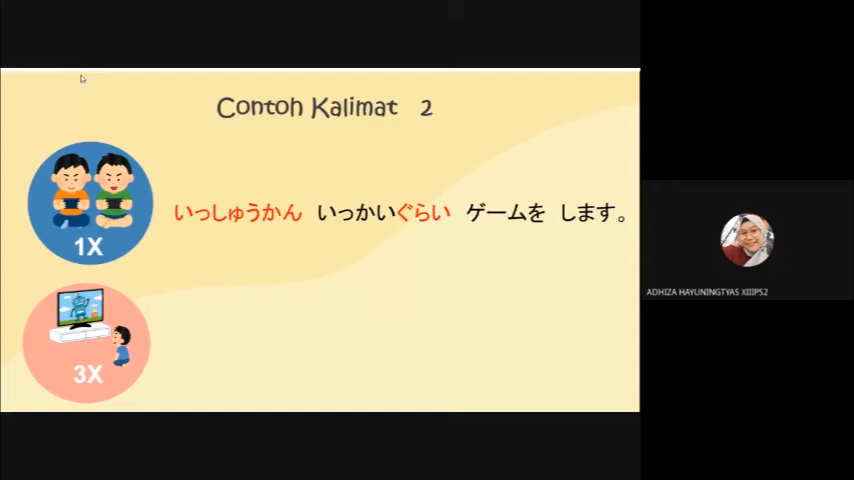 Contoh Kalimat 2
1X
いっしゅうかん いっかいぐらい ゲームを します。
3X
ADHIZA HAYUNINGTYAS XIIIPS2